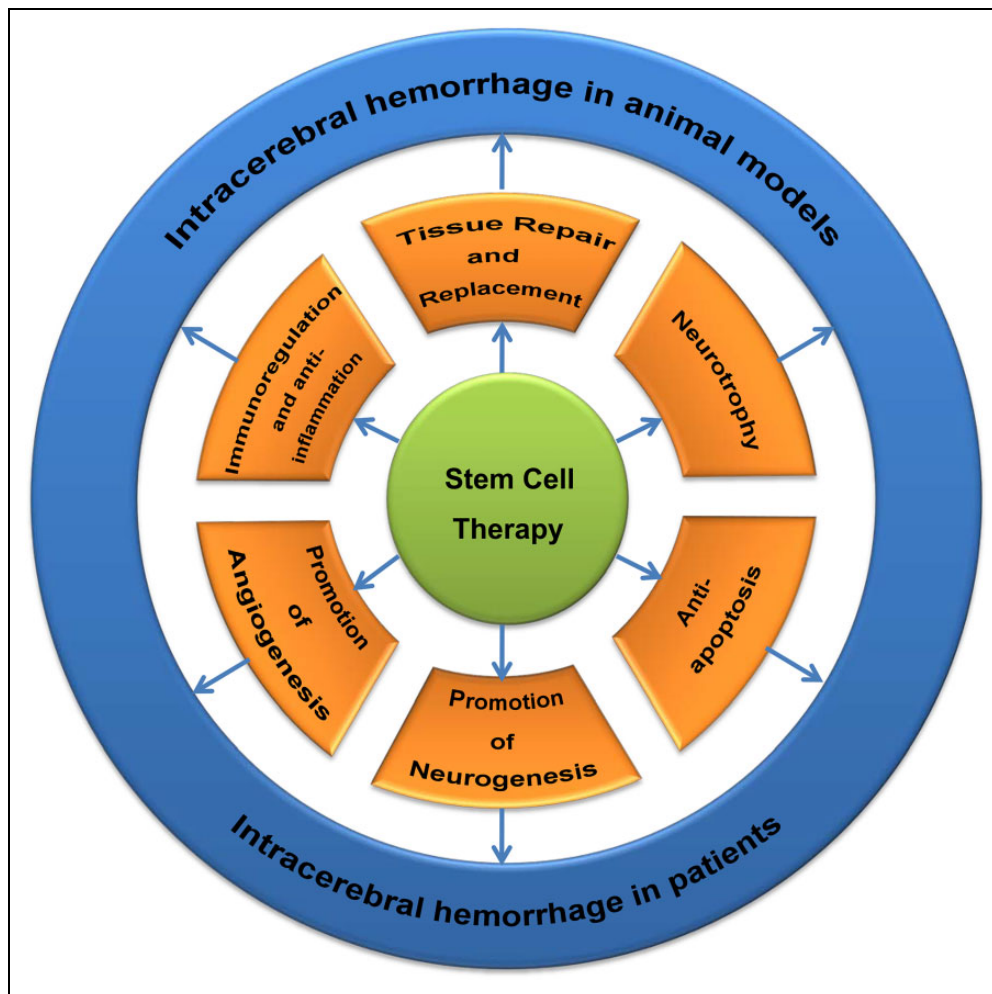 Intracerebral hemorrhage in animal models
Tissue Repair
and
Replacement
Neurotrophy
Anti-
apoptosis
Promotion
of
Neurogenesis
Promotion
of
Angiogenesis
Immunoregulation
and anti-
inflammation
Stem Cell
Therapy
Intracerebral hemorrhage in patients